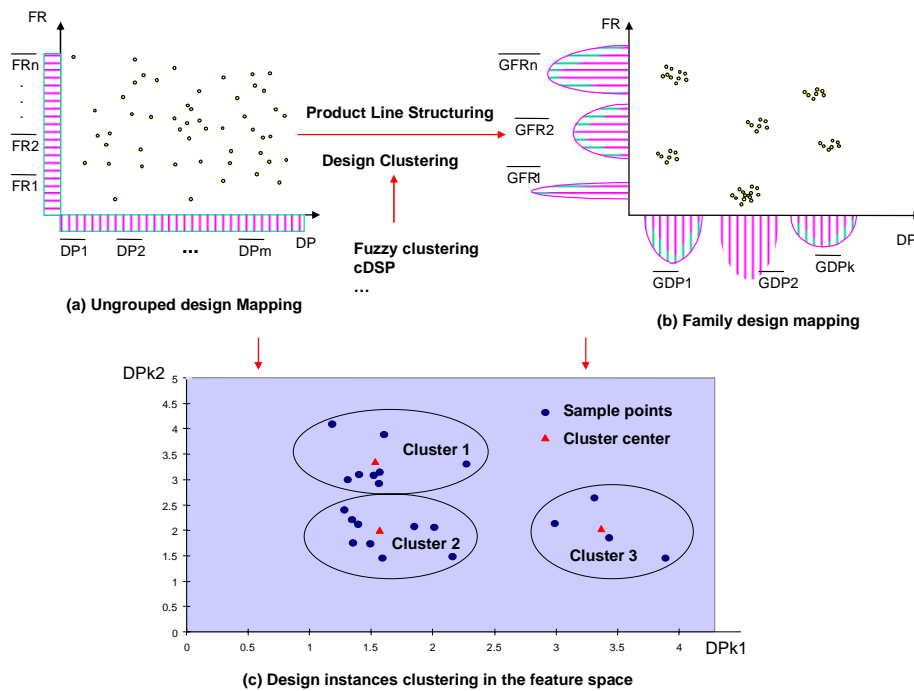 FR
FRn
.
.
.
FR2
FR1
DP1
DP2
...
DPm
DP
(a) Ungrouped design Mapping
Product Line Structuring
Design Clustering
Fuzzy clustering
cDSP
...
FR
GFRn
GFR2
GFR1
GDP1
GDP2
GDPk
DP
(b) Family design mapping
DPk2
5
4.5
4
3.5
3
2.5
2
1.5
1
0.5
0
Sample points
Cluster center
Cluster 1
Cluster 2
Cluster 3
0
0.5
1
1.5
2
2.5
3
3.5
4
DPk1
(c) Design instances clustering in the feature space